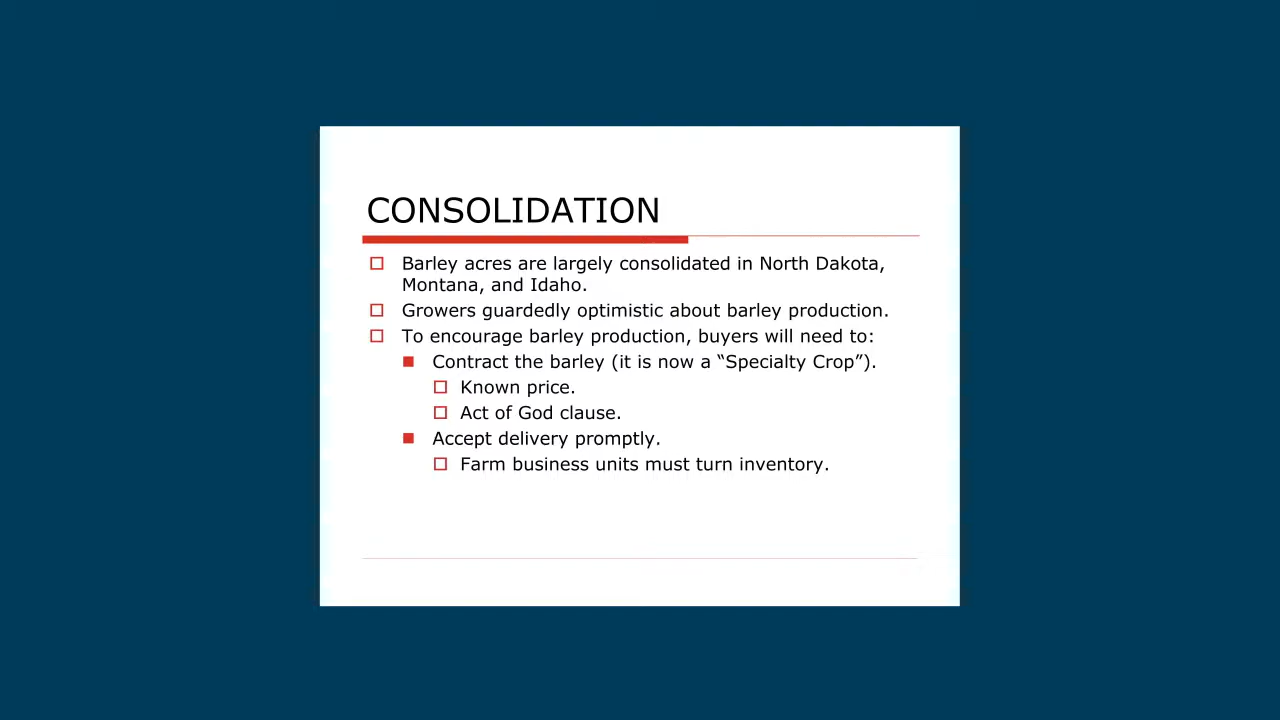 CONSOLIDATION
Barley acres are largely consolidated in North Dakota,
Montana, and Idaho.
Growers guardedly optimistic about barley production.
To encourage barley production, buyers will need to:
Contract the barley (it is now a “Specialty Crop”).
Known price.
Act of God clause.
Accept delivery promptly.
Farm business units must turn inventory.